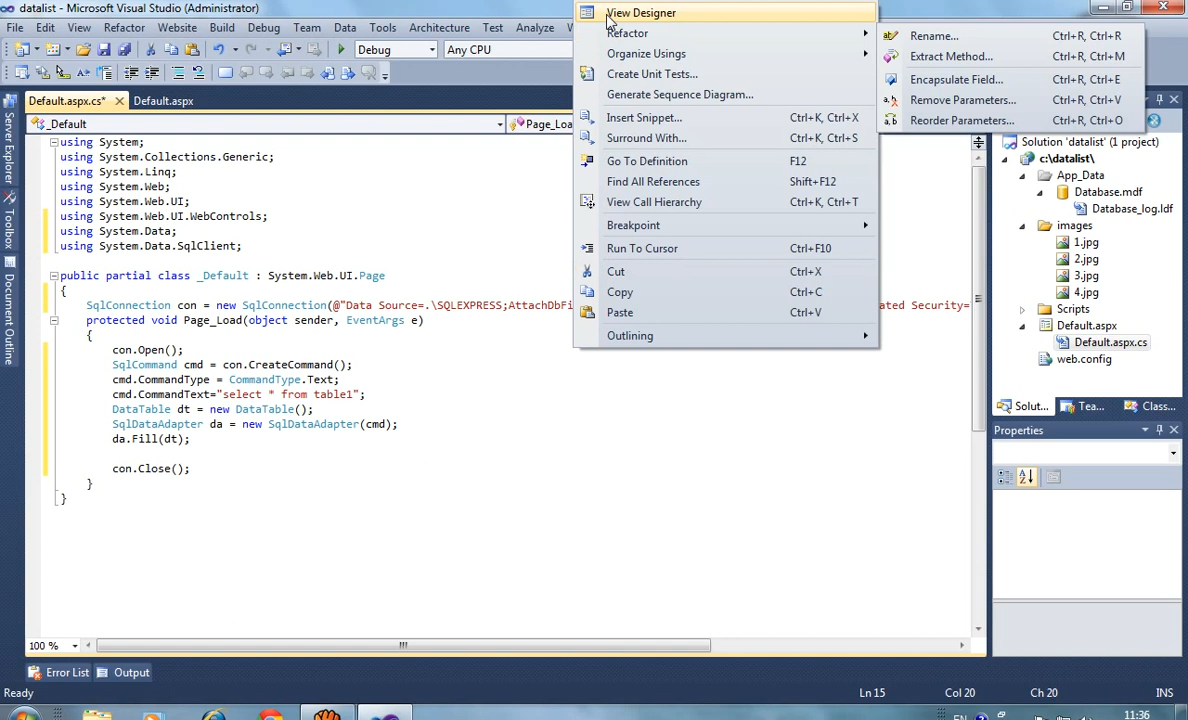 datalist - Microsoft Visual Studio (Administrator)
File Edit View Refactor Website Build Debug Team Data Tools Architecture Test Analyze
Debug Any CPU
Default.aspx.cs* Default.aspx
_Default
Page_Loa
using System;
using System.Collections.Generic;
using System.Linq;
using System.Web;
using System.Web.UI;
using System.Web.UI.WebControls;
using System.Data;
using System.Data.SqlClient;
public partial class _Default : System.Web.UI.Page
{
SqlConnection con = new SqlConnection(@"Data Source=.\SQLEXPRESS;AttachDbFi
ated Security=
protected void Page_Load(object sender, EventArgs e)
{
con.Open();
SqlCommand cmd = con.CreateCommand();
cmd.CommandType = CommandType.Text;
cmd.CommandText="select * from table1";
DataTable dt = new DataTable();
SqlDataAdapter da = new SqlDataAdapter(cmd);
da.Fill(dt);
con.Close();
}
}
100 %
Server Explorer
Toolbox
Document Outline
View Designer
Refactor
Organize Usings
Create Unit Tests...
Generate Sequence Diagram...
Insert Snippet... Ctrl+K, Ctrl+X
Surround With... Ctrl+K, Ctrl+S
Go To Definition F12
Find All References Shift+F12
View Call Hierarchy Ctrl+K, Ctrl+T
Breakpoint
Run To Cursor Ctrl+F10
Cut Ctrl+X
Copy Ctrl+C
Paste Ctrl+V
Outlining
Rename... Ctrl+R, Ctrl+R
Extract Method... Ctrl+R, Ctrl+M
Encapsulate Field... Ctrl+R, Ctrl+E
Remove Parameters... Ctrl+R, Ctrl+V
Reorder Parameters... Ctrl+R, Ctrl+O
Solution 'datalist' (1 project)
c:\datalist\
App_Data
Database.mdf
Database_log.ldf
images
1.jpg
2.jpg
3.jpg
4.jpg
Scripts
Default.aspx
Default.aspx.cs
web.config
Solut... Tea... Class...
Properties
Error List Output
Ready Ln 15 Col 20 Ch 20 INS
EN 11:36